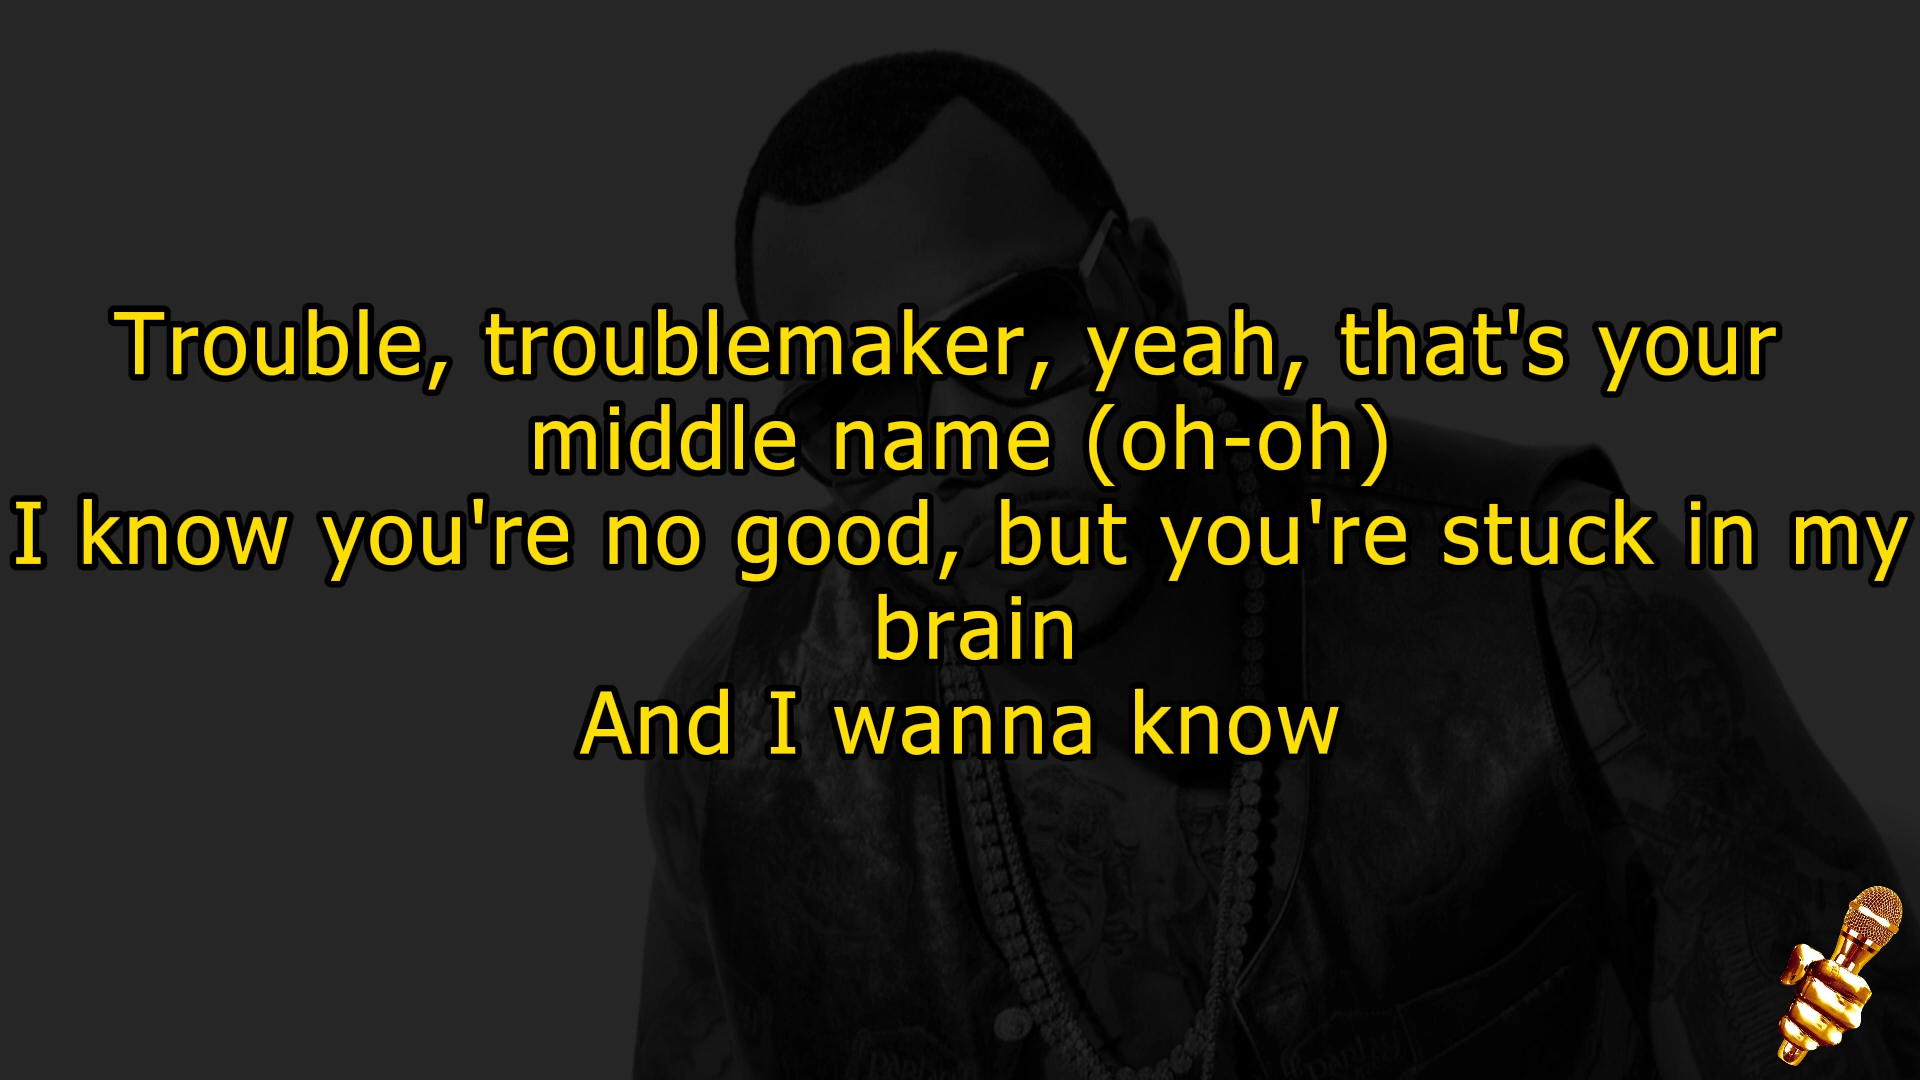 Trouble, troublemaker, yeah, that's your
middle name (oh-oh)
I know you're no good, but you're stuck in my
brain
And I wanna know